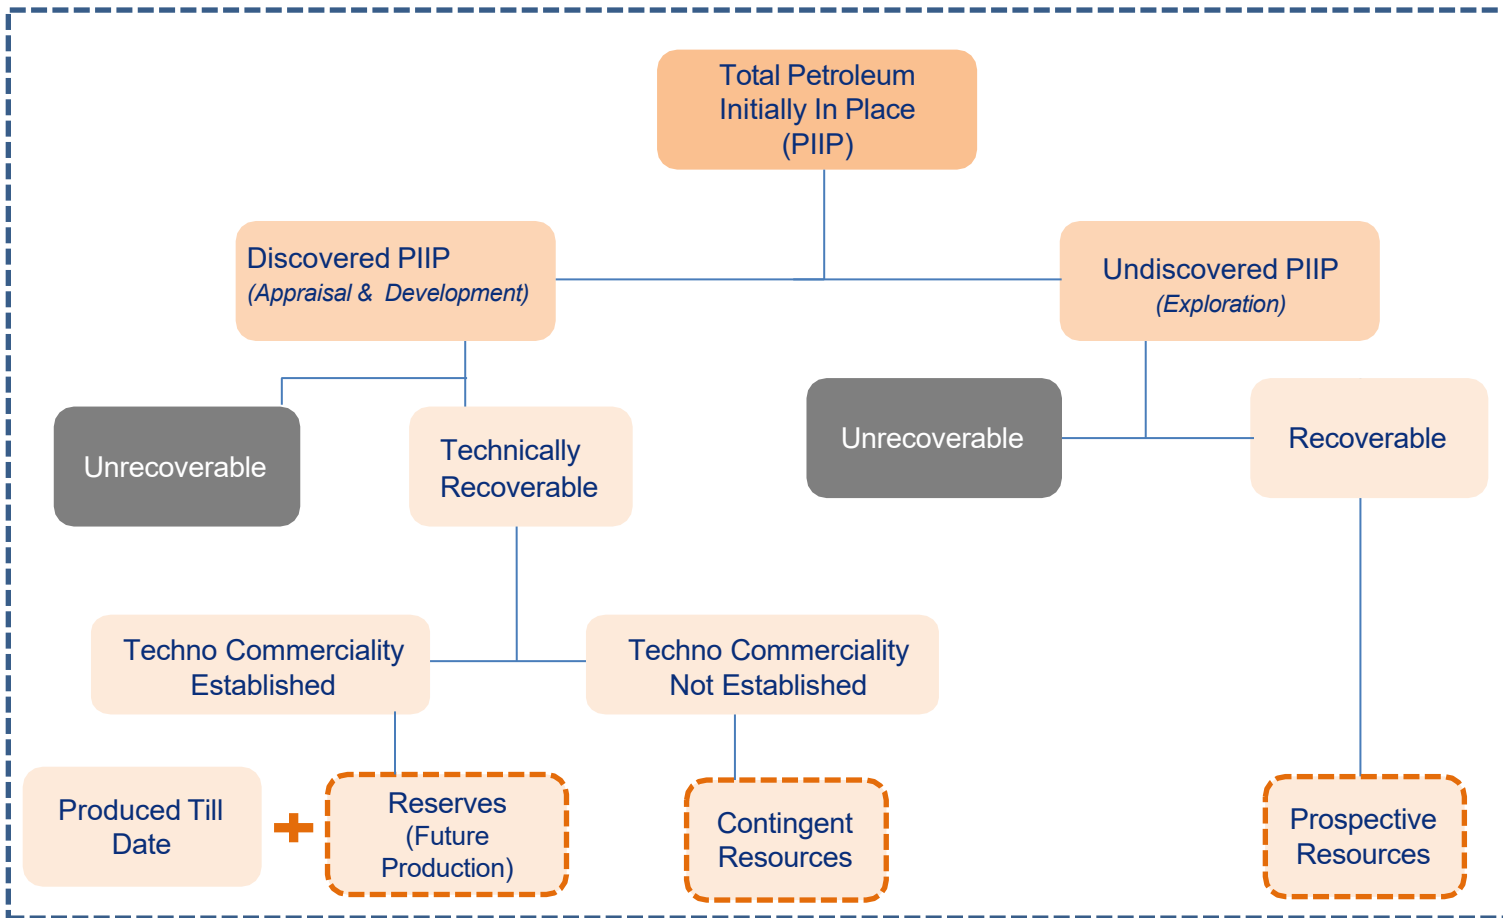 Total Petroleum
Initially In Place
(PIIP)
Discovered PIIP
(Appraisal & Development)
Undiscovered PIIP
(Exploration)
Unrecoverable
Technically
Recoverable
Unrecoverable
Recoverable
Techno Commerciality
Established
Techno Commerciality
Not Established
Produced Till
Date
Reserves
(Future
Production)
Contingent
Resources
Prospective
Resources